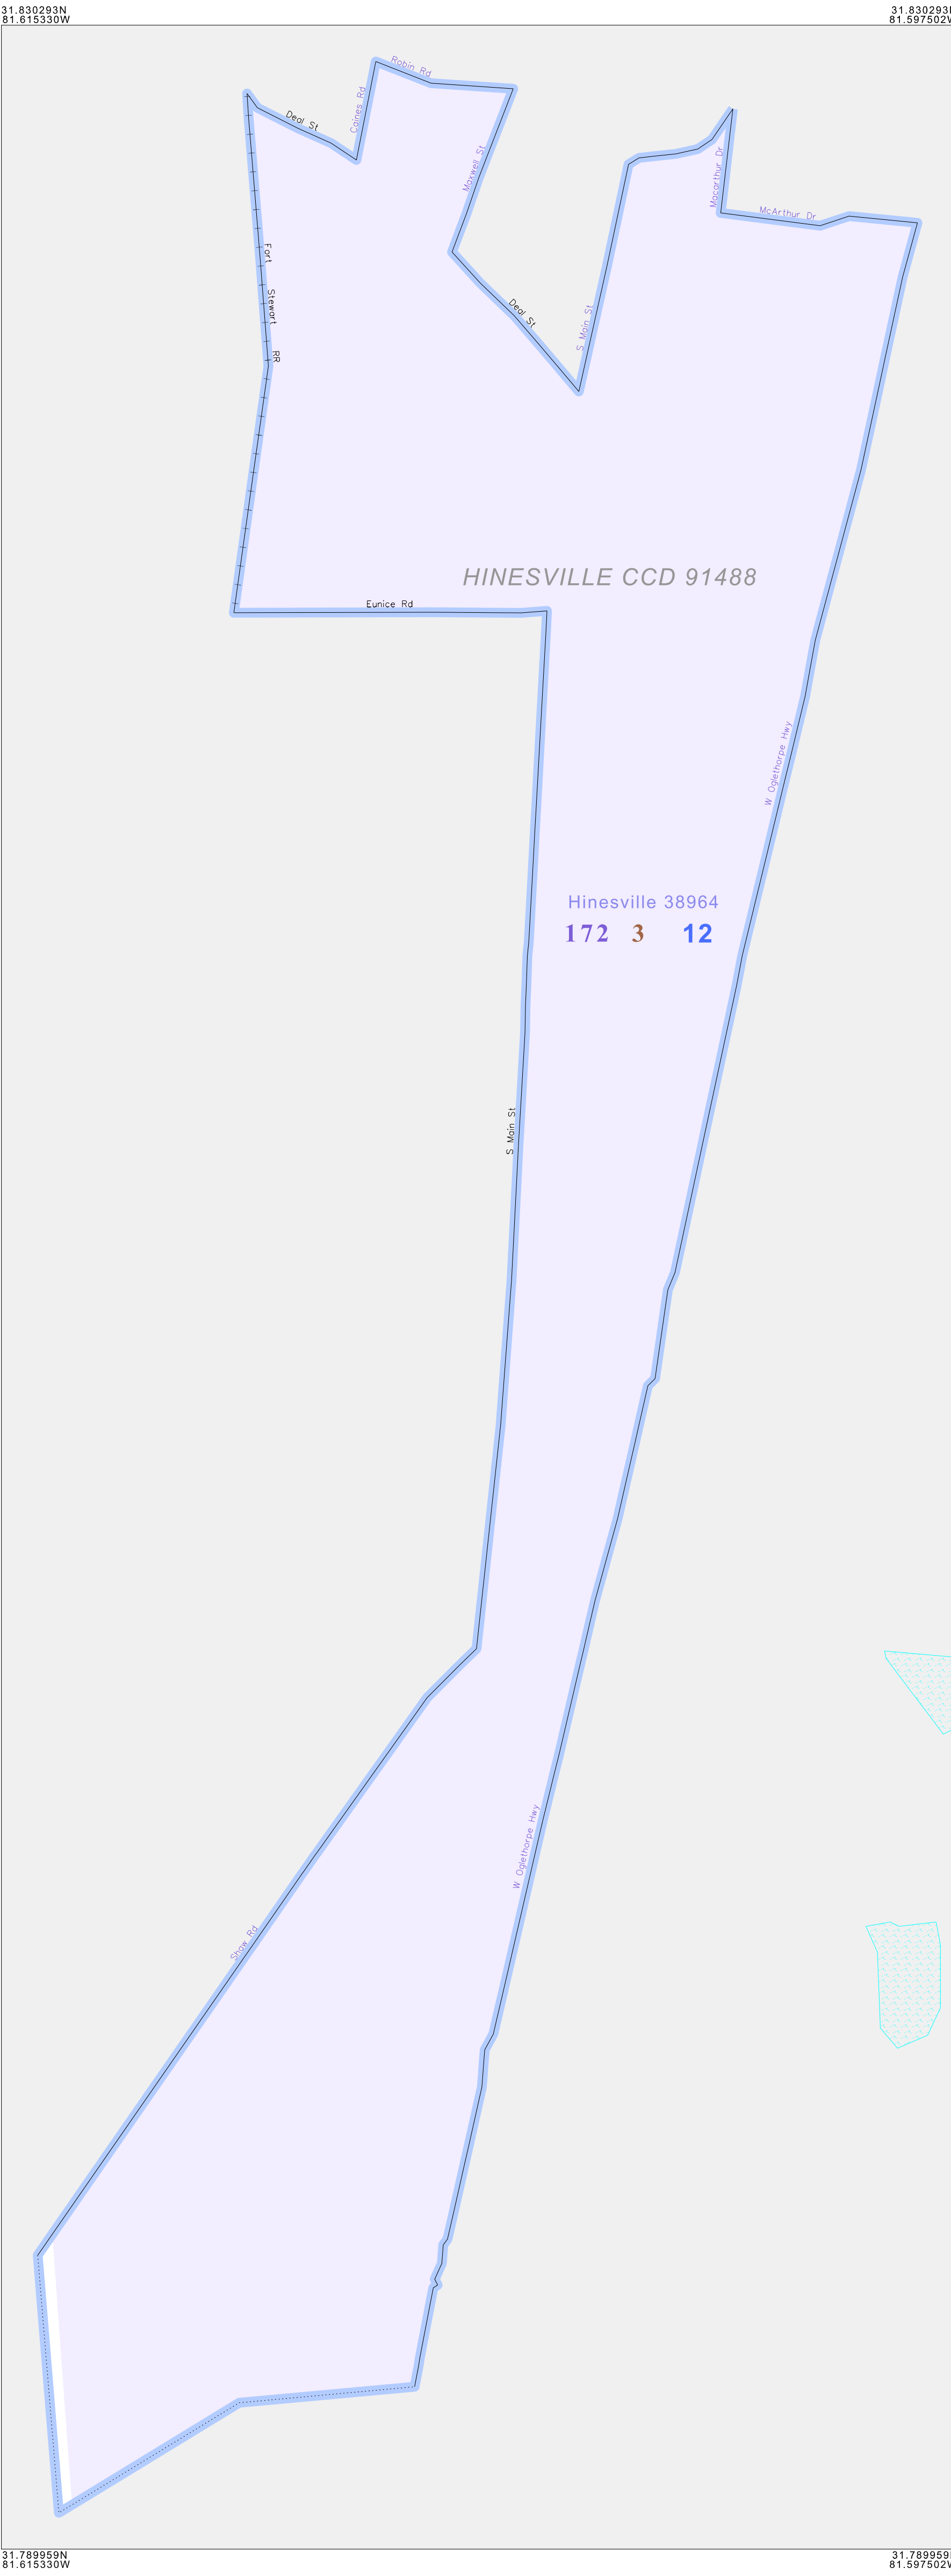 31.830293N 31.830293N
81.615330W 81.597502W
Robin Rd
Caines Rd
Deal St
Maxwell St
Macarthur Dr
McArthur Dr
Fort Stewart RR
Deal St
S Main St
HINESVILLE CCD 91488
Eunice Rd
W Oglethorpe Hwy
Hinesville 38964
172 3 12
S Main St
W Oglethorpe Hwy
Shaw Rd
31.789959N 31.789959
81.615330W 81.597502W